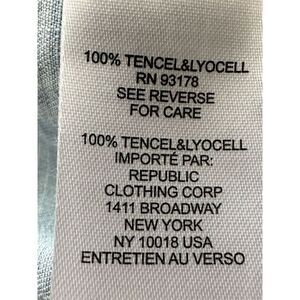 100% TENCEL&LYOCELL
RN 93178
SEE REVERSE
FOR CARE
100% TENCEL&LYOCELL
IMPORTÉ PAR:
REPUBLIC
CLOTHING CORP
1411 BROADWAY
NEW YORK
NY 10018 USA
ENTRETIEN AU VERSO